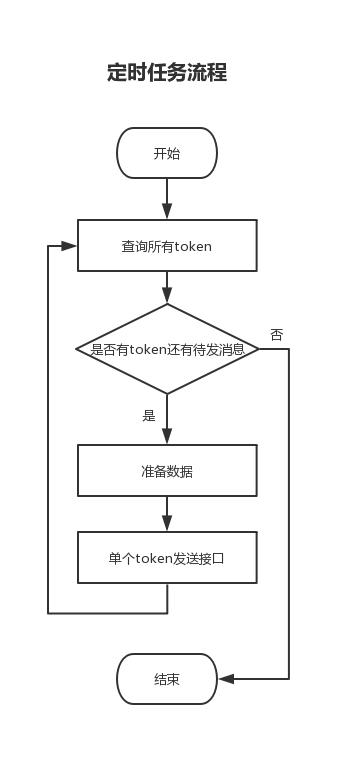 定时任务流程
开始
查询所有token
是否有token还有待发消息
否
是
准备数据
单个token发送接口
结束